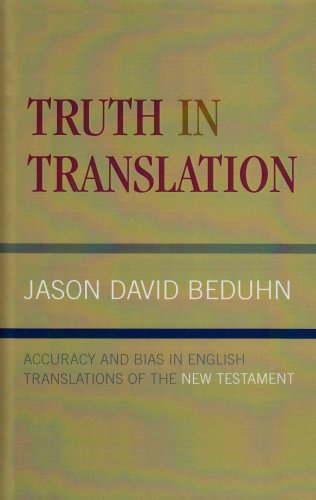 TRUTH IN
TRANSLATION
JASON DAVID BEDUHN
ACCURACY AND BIAS IN ENGLISH
TRANSLATIONS OF THE NEW TESTAMENT